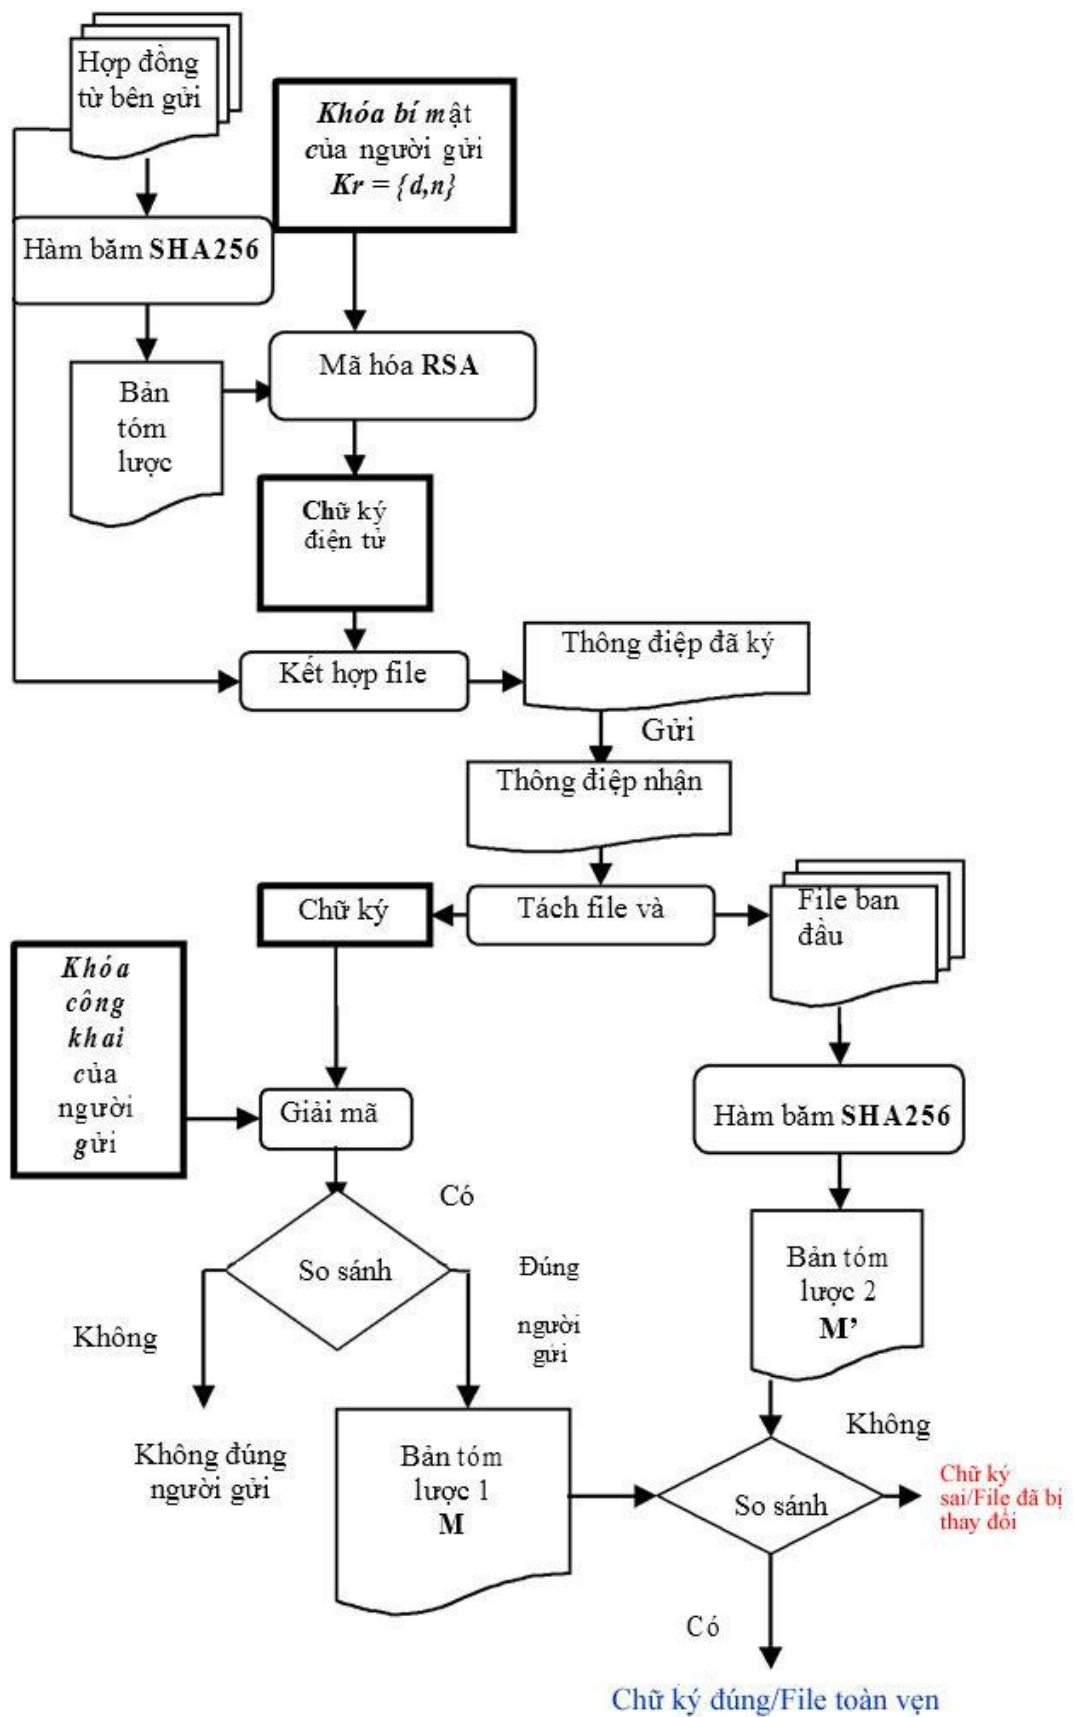 Hợp đồng
từ bên gửi
Khóa bí mật
của người gửi
Kr = {d,n}
Hàm băm SHA256
Mã hóa RSA
Bản
tóm
lược
Chữ ký
điện tử
Kết hợp file
Thông điệp đã ký
Gửi
Thông điệp nhận
Chữ ký
Tách file và
File ban
đầu
Khóa
công
khai
của
người
gửi
Giải mã
Hàm băm SHA256
Có
So sánh
Đúng
người
gửi
Không
Bản tóm
lược 2
M’
Không đúng
người gửi
Bản tóm
lược 1
M
Không
So sánh
Chữ ký
sai/File đã bị
thay đổi
Có
Chữ ký đúng/File toàn vẹn